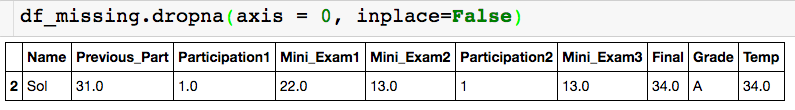 df_missing.dropna(axis = 0, inplace=False)
Name Previous_Part Participation1 Mini_Exam1 Mini_Exam2 Participation2 Mini_Exam3 Final Grade Temp
2 Sol 31.0 1.0 22.0 13.0 1 13.0 34.0 A 34.0